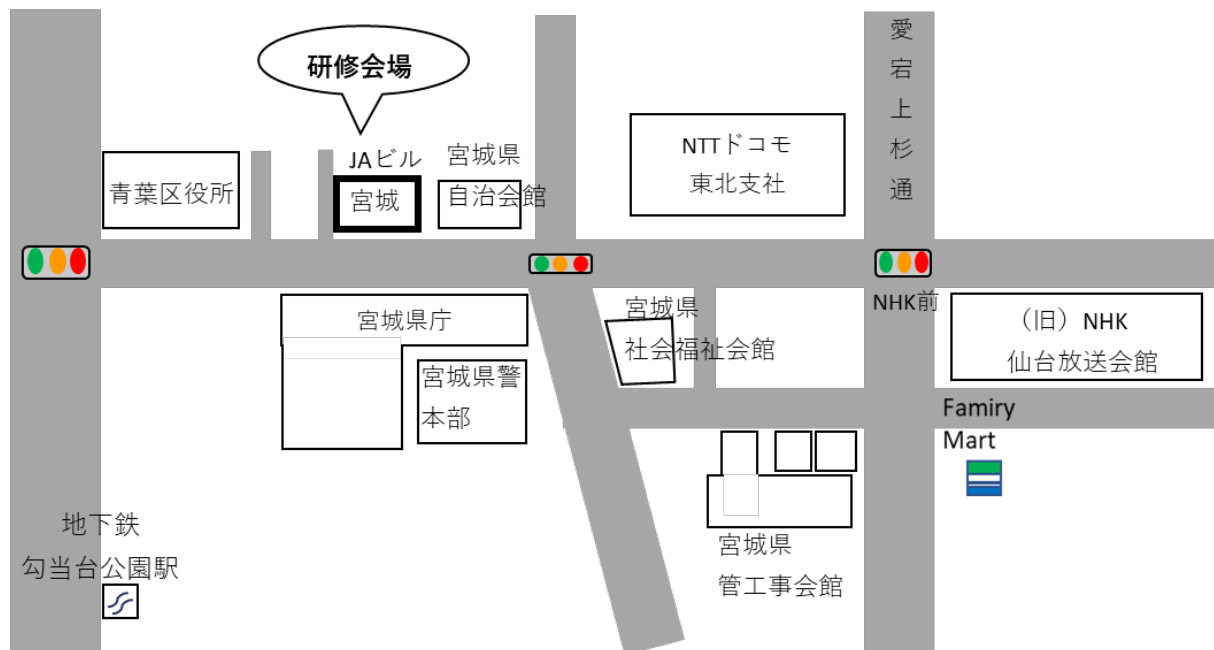 研修会場
愛宕上杉通
JAビル
宮城
宮城県
自治会館
青葉区役所
NTTドコモ
東北支社
宮城県庁
宮城県警
本部
宮城県
社会福祉会館
NHK前
（旧）NHK
仙台放送会館
Famiry
Mart
地下鉄
勾当台公園駅
宮城県
管工事会館